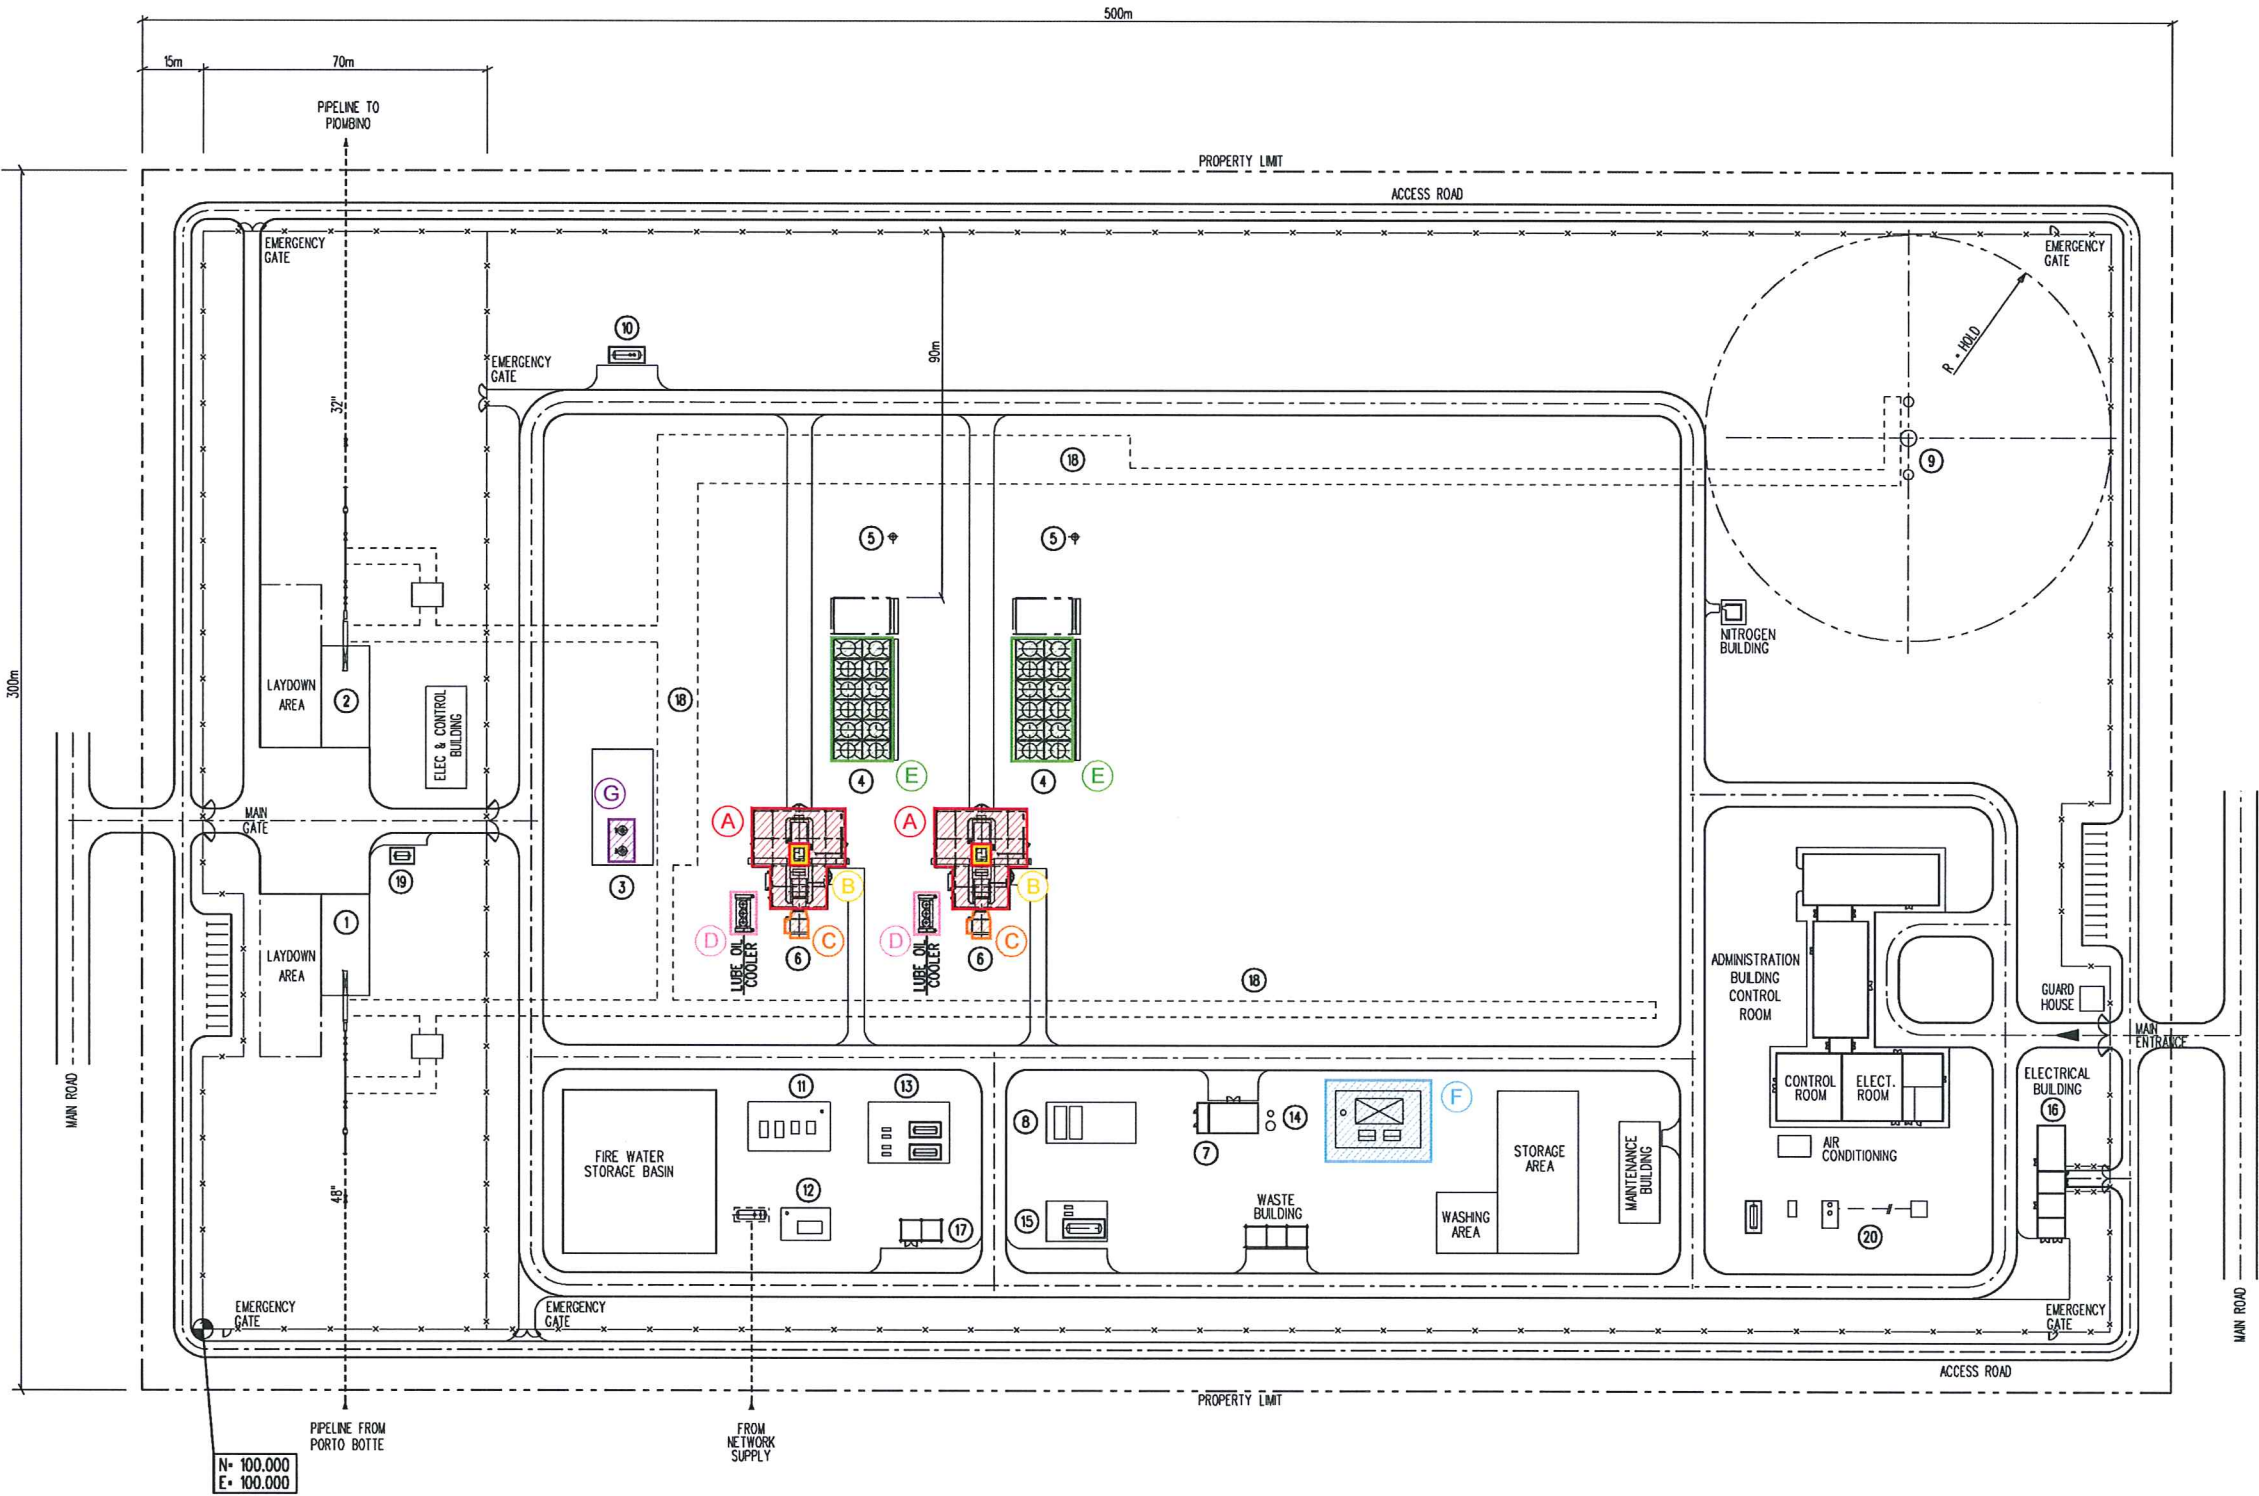 500m
15m
70m
PIPELINE TO
PIOMBINO
PROPERTY LIMIT
ACCESS ROAD
EMERGENCY
GATE
EMERGENCY
GATE
10
90m
R = HOLD
EMERGENCY
GATE
32"
18
9
5
5
NITROGEN
BUILDING
300m
LAYDOWN
AREA
2
ELEC & CONTROL
BUILDING
18
4
E
4
E
G
MAIN
GATE
A
A
19
3
B
B
1
D
C
D
C
LAYDOWN
AREA
LUBE OIL
COOLER
6
LUBE OIL
COOLER
6
18
ADMINISTRATION
BUILDING
CONTROL
ROOM
GUARD
HOUSE
MAIN
ENTRANCE
MAIN ROAD
11
13
8
14
F
CONTROL
ROOM
ELECT.
ROOM
ELECTRICAL
BUILDING
16
FIRE WATER
STORAGE BASIN
7
STORAGE
AREA
MAINTENANCE
BUILDING
AIR
CONDITIONING
48"
12
17
15
WASTE
BUILDING
WASHING
AREA
20
EMERGENCY
GATE
EMERGENCY
GATE
EMERGENCY
GATE
MAIN ROAD
ACCESS ROAD
PROPERTY LIMIT
PIPELINE FROM
PORTO BOTTE
FROM
NETWORK
SUPPLY
N= 100.000
E= 100.000